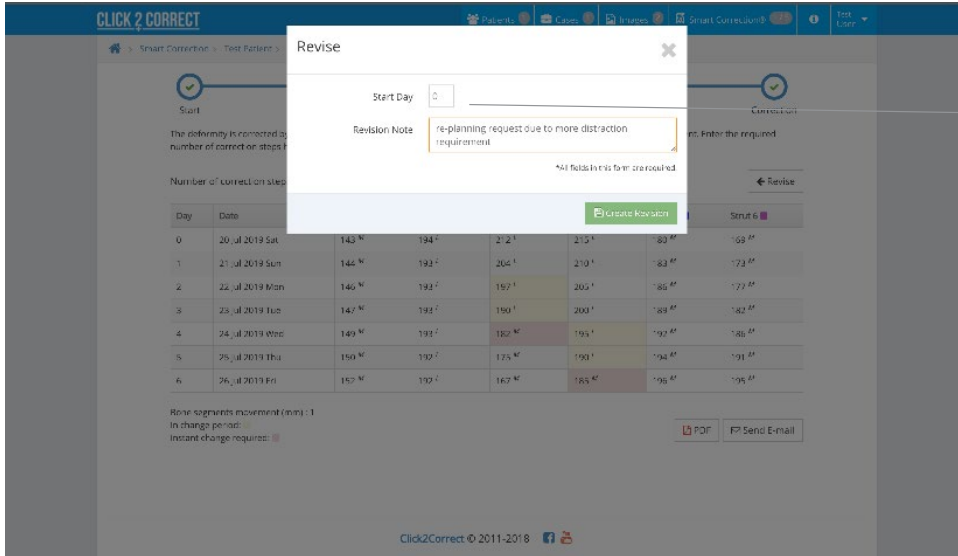 CLICK 2 CORRECT
Patients
Cases
Images
Smart Correction®
Test User
> Smart Correction > Test Patient >
Revise
Start Day 0
Revision Note
re-planning request due to more distraction
requirement
*All fields in this form are required.
Create Revision
Start
Correction
The deformity is corrected
nt. Enter the required
number of correction steps
Number of correction step
Revise
Day Date Strut 6
0 20 Jul 2019 Sat 143 M 194 L 212 L 215 L 180 M 169 M
1 21 Jul 2019 Sun 144 M 193 L 204 L 210 L 183 M 173 M
2 22 Jul 2019 Mon 146 M 193 L 197 L 205 L 186 M 177 M
3 23 Jul 2019 Tue 147 M 193 L 190 L 200 L 189 M 182 M
4 24 Jul 2019 Wed 149 M 193 L 182 M 195 L 192 M 186 M
5 25 Jul 2019 Thu 150 M 192 L 175 M 190 L 194 M 191 M
6 26 Jul 2019 Fri 152 M 192 L 167 M 185 M 196 M 195 M
Bone segments movement (mm) : 1
In change period:
Instant change required:
PDF
Send E-mail
Click2Correct © 2011-2018